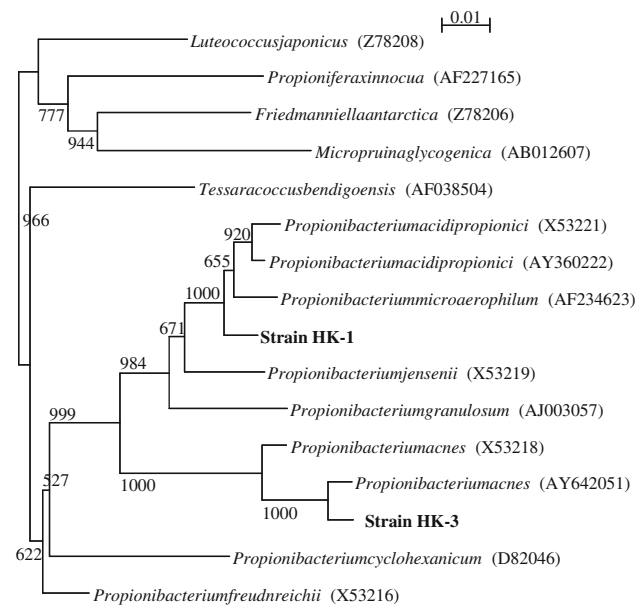 0.01
Luteococcusjaponicus (Z78208)
Propioniferaxinnocua (AF227165)
777
Friedmanniellaantarctica (Z78206)
944
Micropruinaglycogenica (AB012607)
Tessaracoccusbendigoensis (AF038504)
966
Propionibacteriumacidipropionici (X53221)
920
655
Propionibacteriumacidipropionici (AY360222)
1000
Propionibacteriummicroaerophilum (AF234623)
671
Strain HK-1
984
Propionibacteriumjensenii (X53219)
999
Propionibacteriumgranulosum (AJ003057)
Propionibacteriumacnes (X53218)
527
1000
Propionibacteriumacnes (AY642051)
1000
Strain HK-3
622
Propionibacteriumcyclohexanicum (D82046)
Propionibacteriumfreudnreichii (X53216)